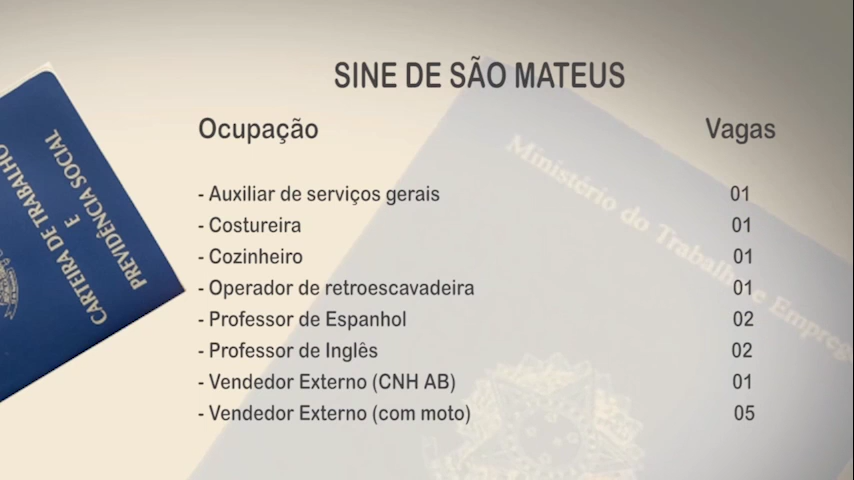 SINE DE SÃO MATEUS
Ocupação Vagas
- Auxiliar de serviços gerais 01
- Costureira 01
- Cozinheiro 01
- Operador de retroescavadeira 01
- Professor de Espanhol 02
- Professor de Inglês 02
- Vendedor Externo (CNH AB) 01
- Vendedor Externo (com moto) 05
CARTEIRA DE TRABALHO
E
PREVIDÊNCIA SOCIAL
Ministério do Trabalho e Emprego